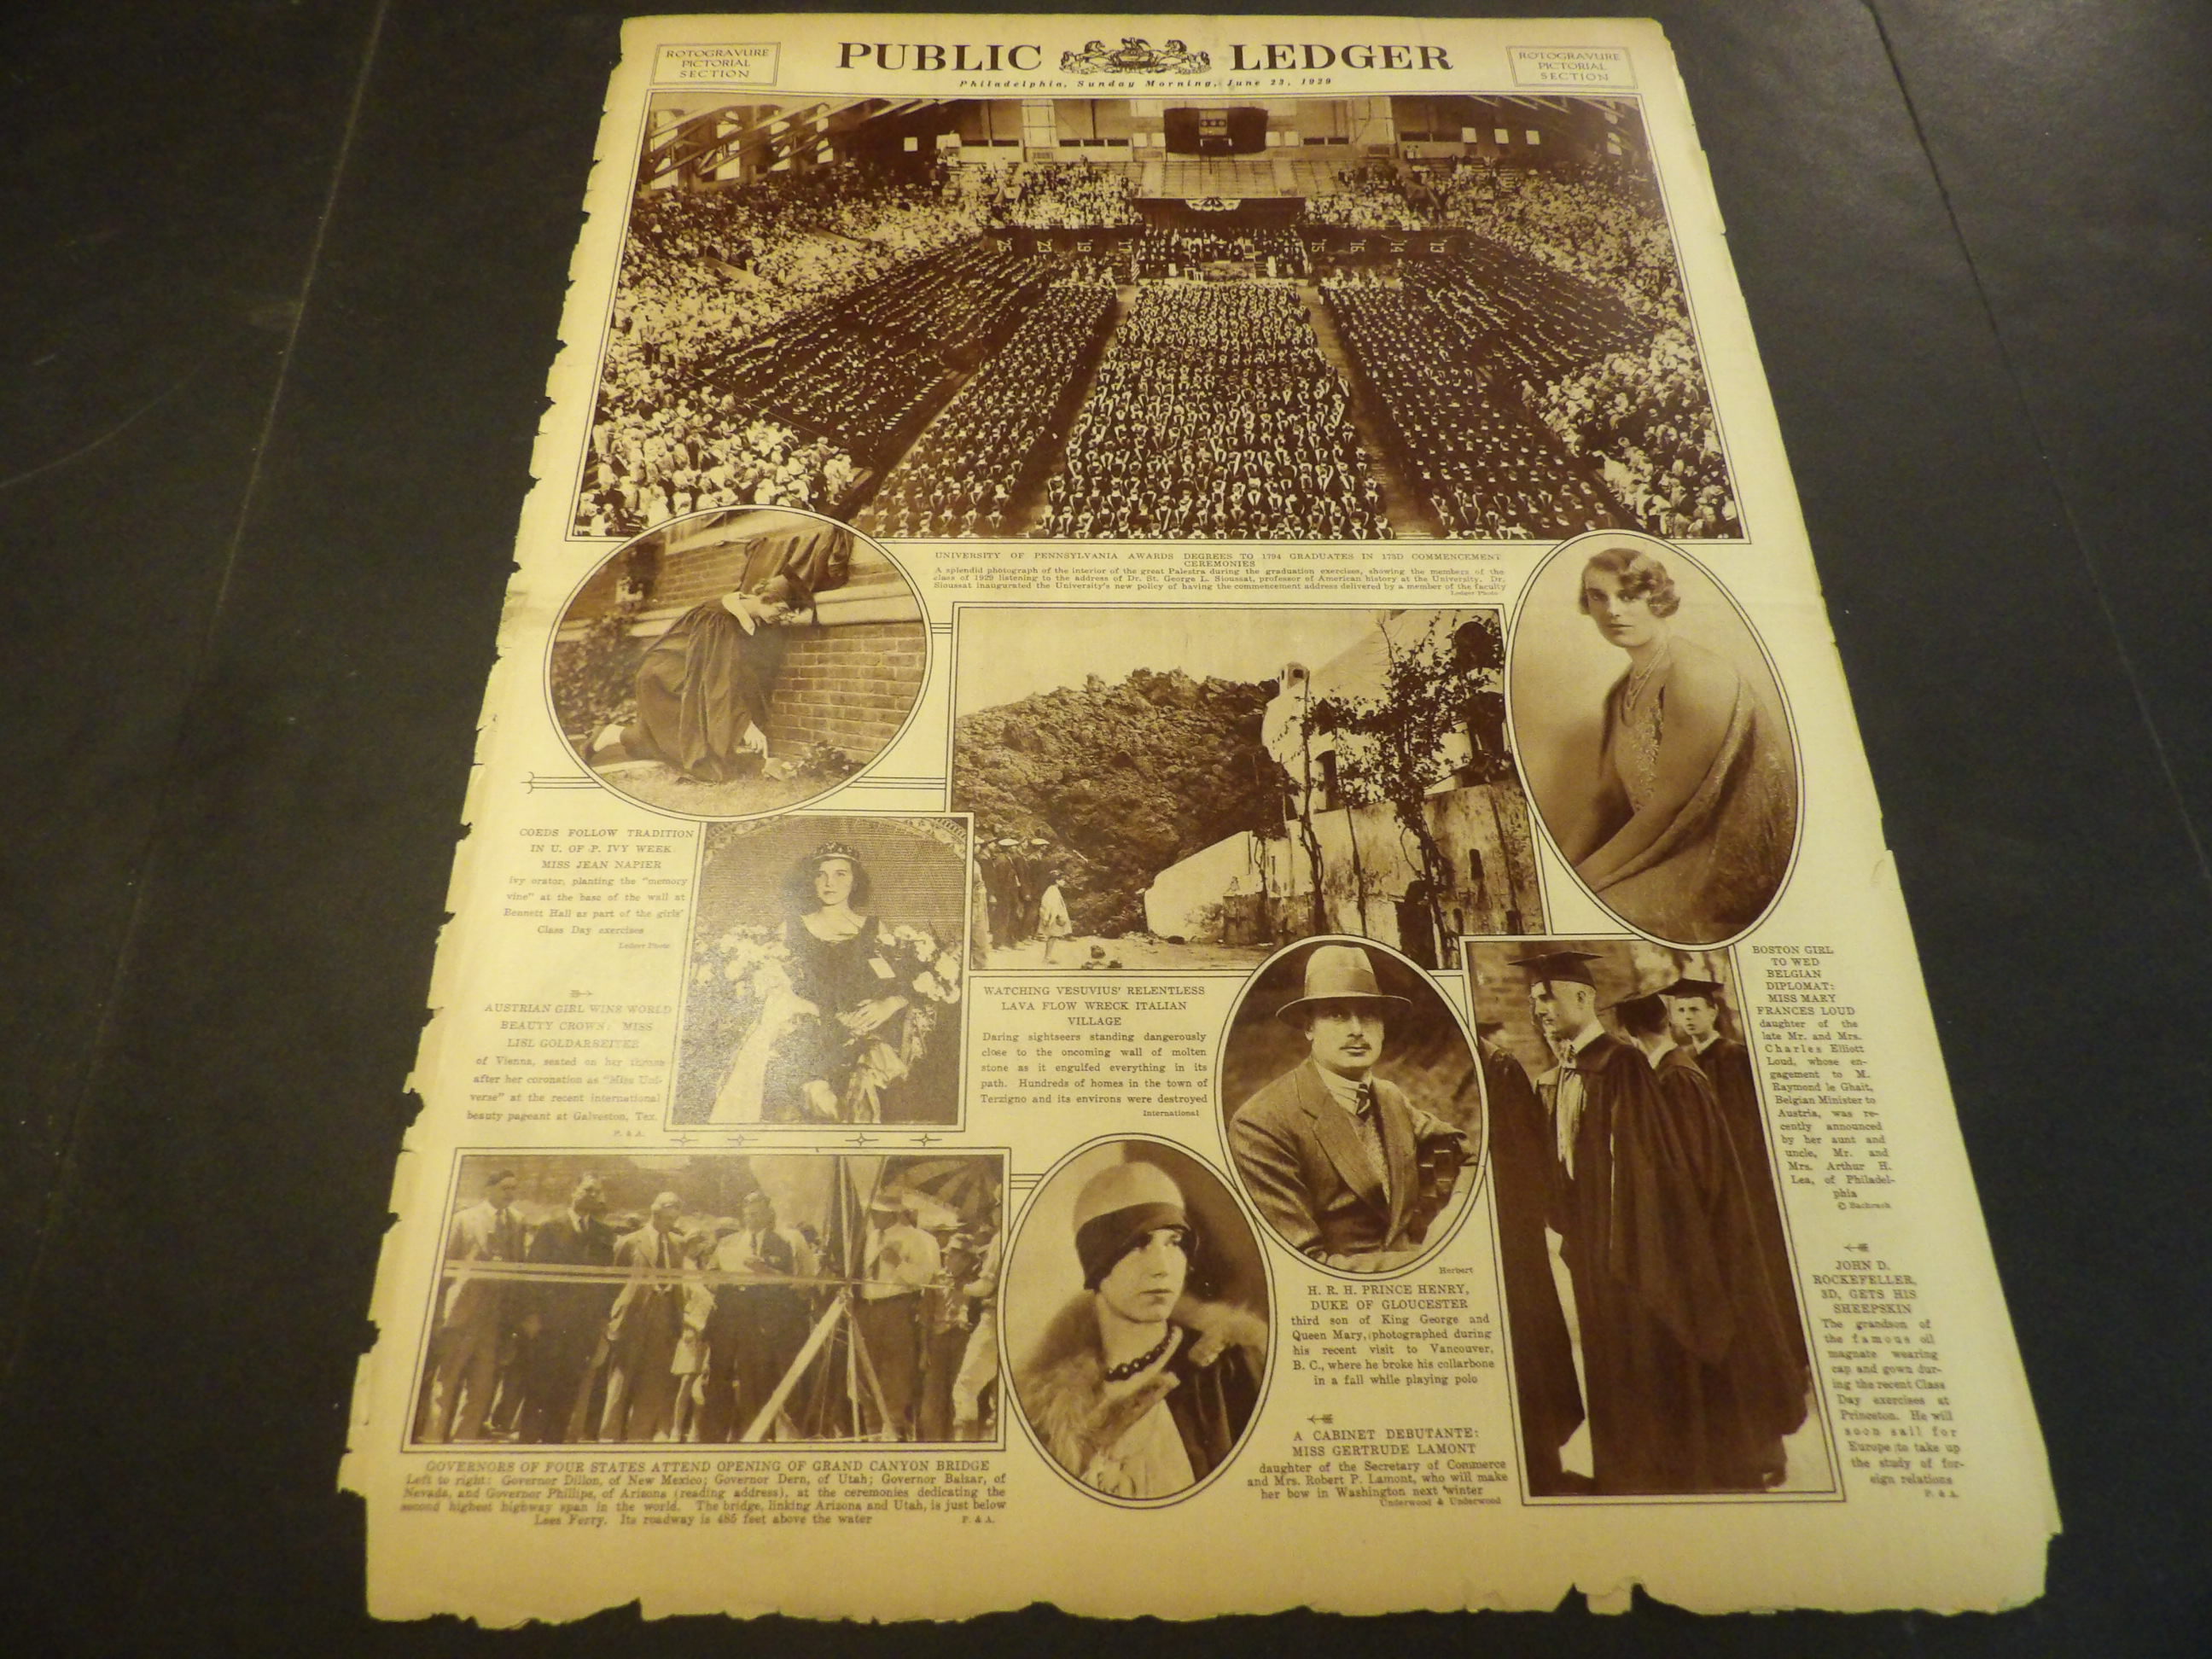 ROTOGRAVURE
PICTORIAL
SECTION
PUBLIC LEDGER
Philadelphia, Sunday Morning, June 23, 1929
ROTOGRAVURE
PICTORIAL
SECTION
UNIVERSITY OF PENNSYLVANIA AWARDS DEGREES TO 1794 GRADUATES IN 173D COMMENCEMENT
CEREMONIES
A splendid photograph of the interior of the great Palestra during the graduation exercises, showing the members of the
class of 1929 listening to the address of Dr. St. George L. Sioussat, professor of American history at the University. Dr.
Sioussat inaugurated the University's new policy of having the commencement address delivered by a member of the faculty
Ledger Photo
COEDS FOLLOW TRADITION
IN U. OF P. IVY WEEK:
MISS JEAN NAPIER
ivy orator, planting the "memory
vine" at the base of the wall at
Bennett Hall as part of the girls'
Class Day exercises
Ledger Photo
AUSTRIAN GIRL WINS WORLD
BEAUTY CROWN: MISS
LISL GOLDARBEITER
of Vienna, seated on her throne
after her coronation as "Miss Uni-
verse" at the recent international
beauty pageant at Galveston, Tex.
P. & A.
WATCHING VESUVIUS' RELENTLESS
LAVA FLOW WRECK ITALIAN
VILLAGE
Daring sightseers standing dangerously
close to the oncoming wall of molten
stone as it engulfed everything in its
path. Hundreds of homes in the town of
Terzigno and its environs were destroyed
International
BOSTON GIRL
TO WED
BELGIAN
DIPLOMAT:
MISS MARY
FRANCES LOUD
daughter of the
late Mr. and Mrs.
Charles Elliott
Loud, whose en-
gagement to M.
Raymond le Ghait,
Belgian Minister to
Austria, was re-
cently announced
by her aunt and
uncle, Mr. and
Mrs. Arthur H.
Lea, of Philadel-
phia
© Bachrach
JOHN D.
ROCKEFELLER,
3D, GETS HIS
SHEEPSKIN
The grandson of
the famous oil
magnate wearing
cap and gown dur-
ing the recent Class
Day exercises at
Princeton. He will
soon sail for
Europe to take up
the study of for-
eign relations
P. & A.
Herbert
H. R. H. PRINCE HENRY,
DUKE OF GLOUCESTER
third son of King George and
Queen Mary, photographed during
his recent visit to Vancouver,
B. C., where he broke his collarbone
in a fall while playing polo
A CABINET DEBUTANTE:
MISS GERTRUDE LAMONT
daughter of the Secretary of Commerce
and Mrs. Robert P. Lamont, who will make
her bow in Washington next winter
Underwood & Underwood
GOVERNORS OF FOUR STATES ATTEND OPENING OF GRAND CANYON BRIDGE
Left to right: Governor Dillon, of New Mexico; Governor Dern, of Utah; Governor Balzar, of
Nevada, and Governor Phillips, of Arizona (reading address), at the ceremonies dedicating the
second highest highway span in the world. The bridge, linking Arizona and Utah, is just below
Lees Ferry. Its roadway is 485 feet above the water
P. & A.